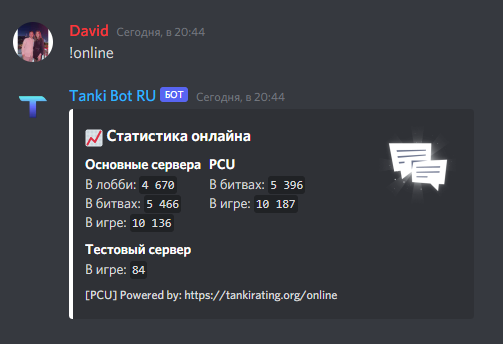 David Сегодня, в 20:44
!online
Tanki Bot RU БОТ Сегодня, в 20:44
Статистика онлайна
Основные сервера PCU
В лобби: 4 670 В битвах: 5 396
В битвах: 5 466 В игре: 10 187
В игре: 10 136
Тестовый сервер
В игре: 84
[PCU] Powered by: https://tankirating.org/online